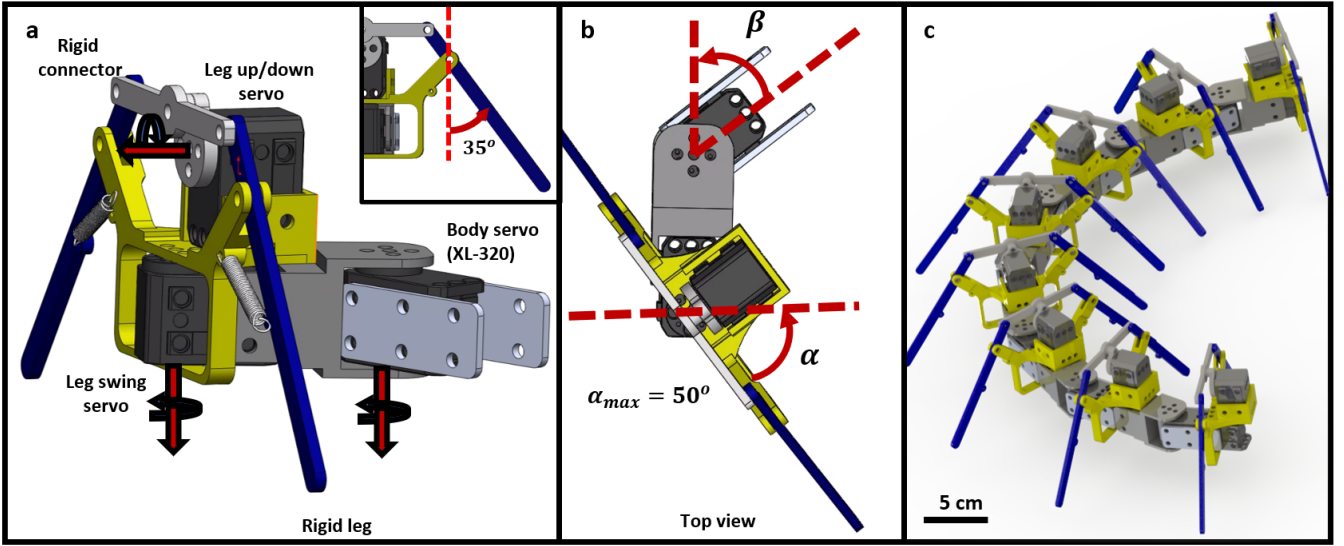 a
Rigid
connector
Leg up/down
servo
35°
Body servo
(XL-320)
Leg swing
servo
Rigid leg
b
β
α
α_max = 50°
Top view
c
5 cm